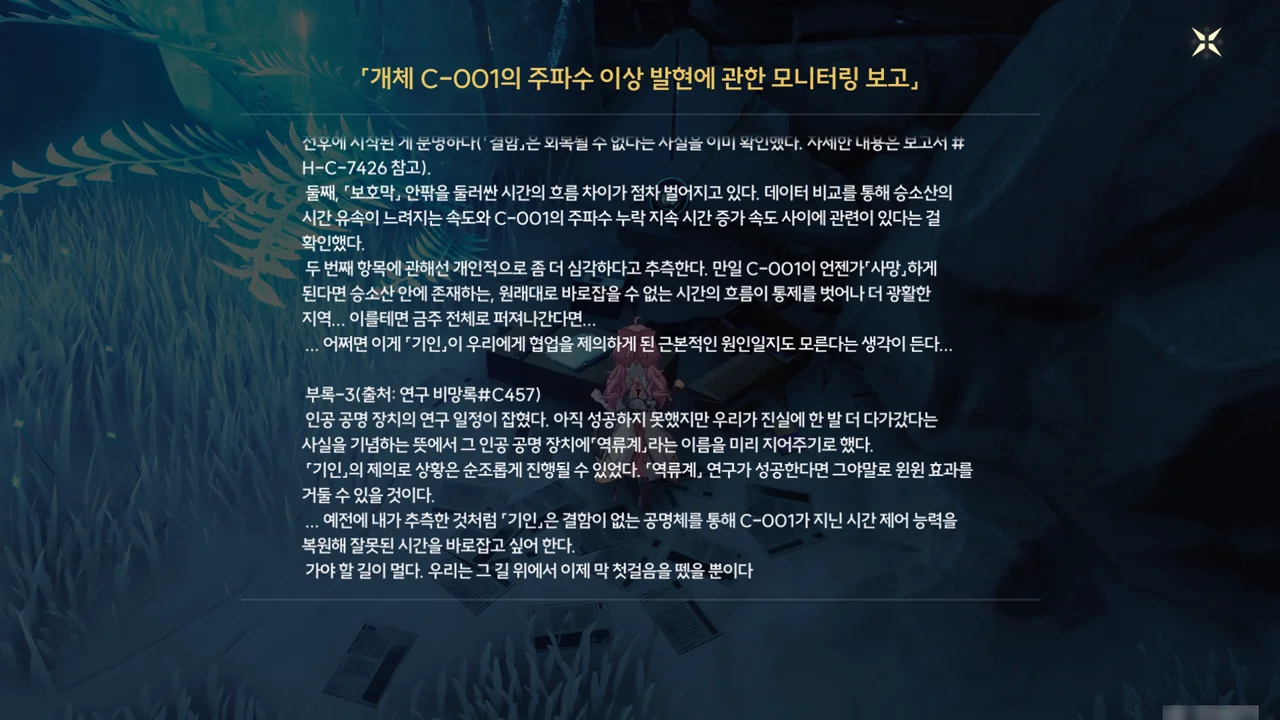 「개체 C-001의 주파수 이상 발현에 관한 모니터링 보고」
전후에 시작된 게 분명하다(「결함」은 회복될 수 없다는 사실을 이미 확인했다. 자세한 내용은 보고서 #
H-C-7426 참고).
둘째, 「보호막」 안팎을 둘러싼 시간의 흐름 차이가 점차 벌어지고 있다. 데이터 비교를 통해 승소산의
시간 유속이 느려지는 속도와 C-001의 주파수 누락 지속 시간 증가 속도 사이에 관련이 있다는 걸
확인했다.
두 번째 항목에 관해선 개인적으로 좀 더 심각하다고 추측한다. 만일 C-001이 언젠가「사망」하게
된다면 승소산 안에 존재하는, 원래대로 바로잡을 수 없는 시간의 흐름이 통제를 벗어나 더 광활한
지역... 이를테면 금주 전체로 퍼져나간다면...
... 어쩌면 이게 「기인」이 우리에게 협업을 제의하게 된 근본적인 원인일지도 모른다는 생각이 든다...
부록-3(출처: 연구 비망록#C457)
인공 공명 장치의 연구 일정이 잡혔다. 아직 성공하지 못했지만 우리가 진실에 한 발 더 다가갔다는
사실을 기념하는 뜻에서 그 인공 공명 장치에「역류계」라는 이름을 미리 지어주기로 했다.
「기인」의 제의로 상황은 순조롭게 진행될 수 있었다. 「역류계」 연구가 성공한다면 그야말로 윈윈 효과를
거둘 수 있을 것이다.
... 예전에 내가 추측한 것처럼 「기인」은 결함이 없는 공명체를 통해 C-001가 지닌 시간 제어 능력을
복원해 잘못된 시간을 바로잡고 싶어 한다.
가야 할 길이 멀다. 우리는 그 길 위에서 이제 막 첫걸음을 뗐을 뿐이다